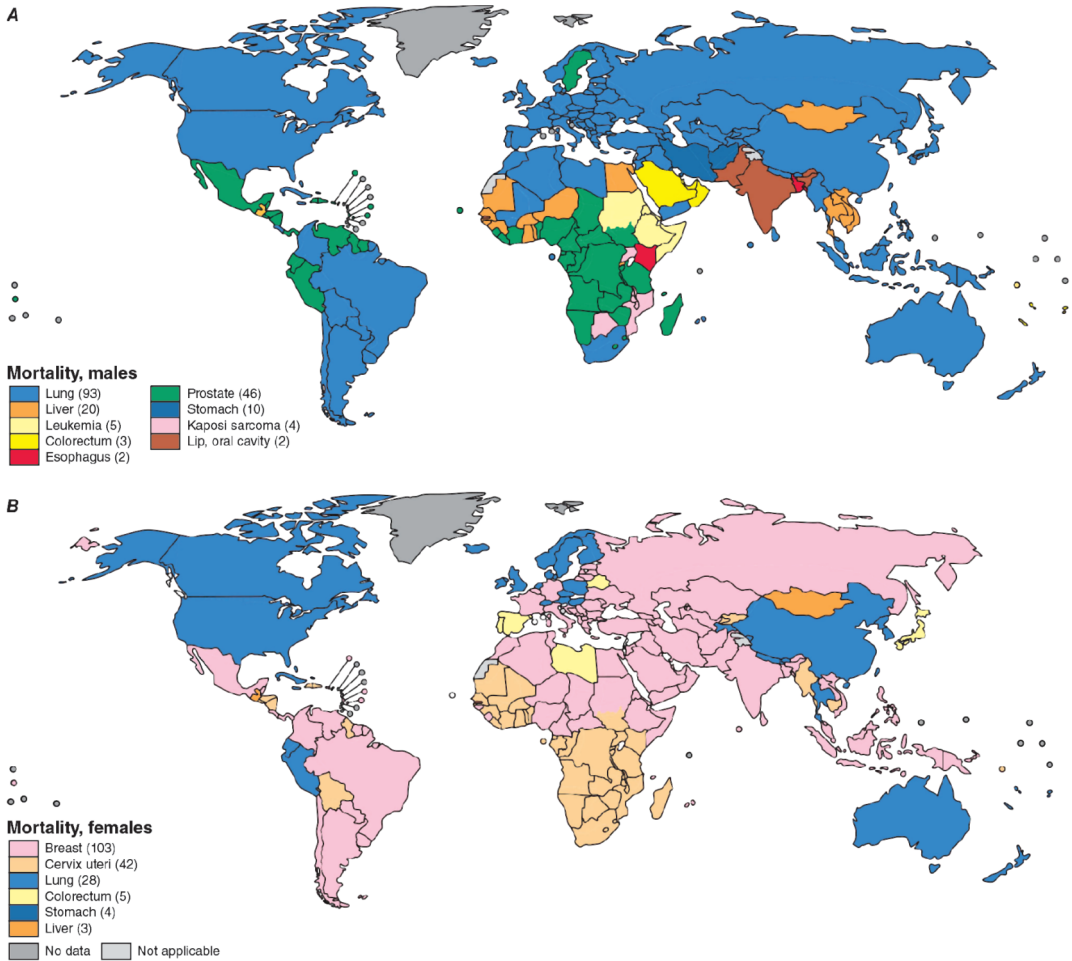 A
Mortality, males
Lung (93)
Liver (20)
Leukemia (5)
Colorectum (3)
Esophagus (2)
Prostate (46)
Stomach (10)
Kaposi sarcoma (4)
Lip, oral cavity (2)
B
Mortality, females
Breast (103)
Cervix uteri (42)
Lung (28)
Colorectum (5)
Stomach (4)
Liver (3)
No data
Not applicable